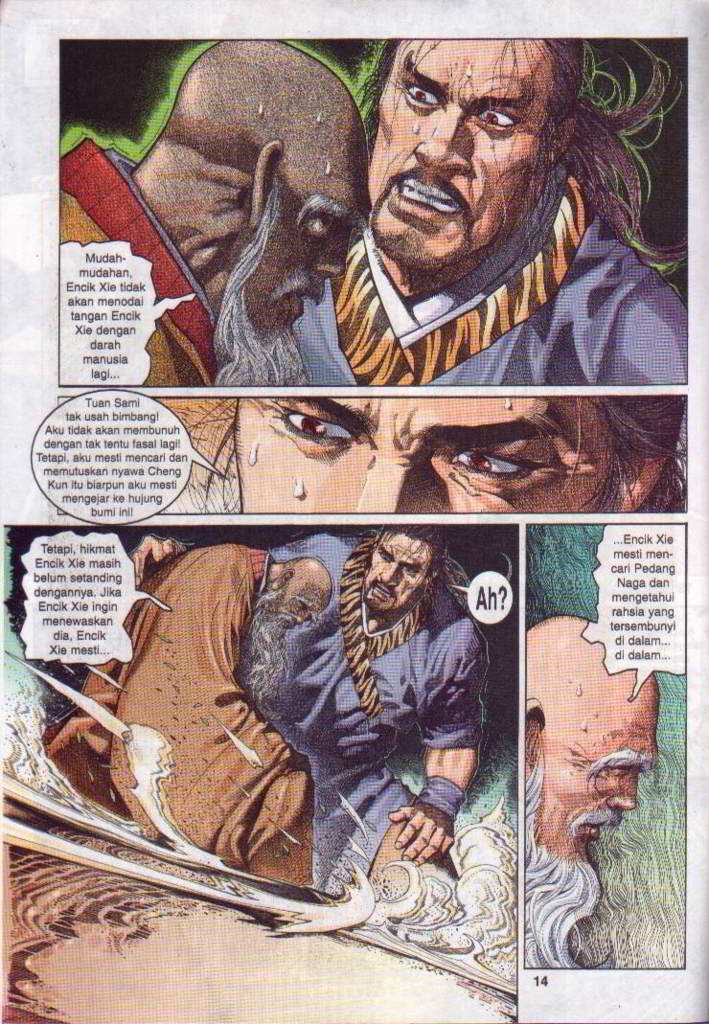 Mudah-
mudahan,
Encik Xie tidak
akan menodai
tangan Encik
Xie dengan
darah
manusia
lagi...
Tuan Sami
tak usah bimbang!
Aku tidak akan membunuh
dengan tak tentu fasal lagi!
Tetapi, aku mesti mencari dan
memutuskan nyawa Cheng
Kun itu biarpun aku mesti
mengejar ke hujung
bumi ini!
Tetapi, hikmat
Encik Xie masih
belum setanding
dengannya. Jika
Encik Xie ingin
menewaskan
dia, Encik
Xie mesti...
Ah?
...Encik Xie
mesti men-
cari Pedang
Naga dan
mengetahui
rahsia yang
tersembunyi
di dalam...
di dalam...
14